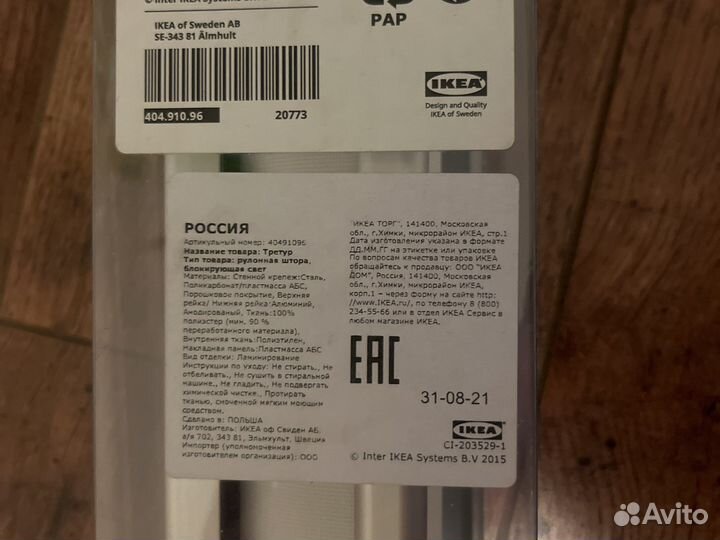 © Inter IKEA Systems
IKEA of Sweden AB
SE-343 81 Älmhult
PAP
404.910.96
20773
IKEA
Design and Quality
IKEA of Sweden
РОССИЯ
Артикульный номер: 40491096
Название товара: Третур
Тип товара: рулонная штора,
блокирующая свет
Материалы: Стенной крепеж:Сталь,
Поликарбонат/пластмасса АБС,
Порошковое покрытие, Верхняя
рейка/ Нижняя рейка:Алюминий,
Анодированый, Ткань:100%
полиэстер (мин. 90 %
переработанного материала),
Внутренняя ткань:Полиэтилен,
Накладная панель:Пластмасса АБС
Вид отделки: Ламинирование
Инструкции по уходу: Не стирать., Не
отбеливать., Не сушить в стиральной
машине., Не гладить., Не подвергать
химической чистке., Протирать
тканью, смоченной мягким моющим
средством.
Сделано в: ПОЛЬША
Изготовитель: ИКЕА оф Свиден АБ,
а/я 702, 343 81, Эльмхульт, Швеция
Импортер (уполномоченная
изготовителем организация): ООО
"ИКЕА ТОРГ", 141400, Московская
обл., г.Химки, микрорайон ИКЕА, стр.1
Дата изготовления указана в формате
ДД.ММ.ГГ на этикетке или упаковке
По вопросам качества товаров ИКЕА
обращайтесь к продавцу: ООО "ИКЕА
ДОМ", Россия, 141400, Московская
обл., г.Химки, микрорайон ИКЕА,
корп.1 – через форму на сайте http:
//www.IKEA.ru/, по телефону 8 (800)
234-55-66 или в отдел ИКЕА Сервис в
любом магазине ИКЕА.
EAC
31-08-21
IKEA
CI-203529-1
© Inter IKEA Systems B.V 2015
Avito